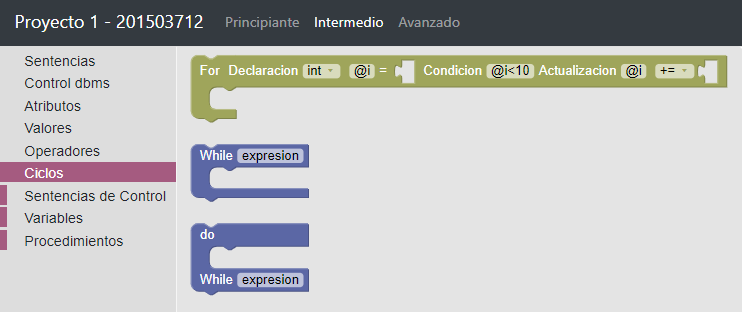 Proyecto 1 - 201503712 Principiante Intermedio Avanzado
Sentencias
Control dbms
Atributos
Valores
Operadores
Ciclos
Sentencias de Control
Variables
Procedimientos
For Declaracion int @i = Condicion @i<10 Actualizacion @i +=
While expresion
do
While expresion